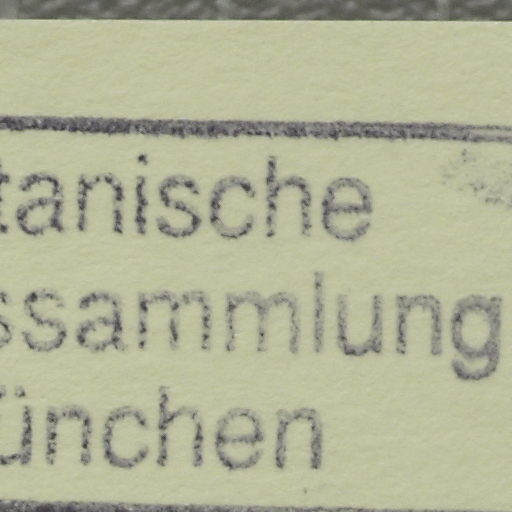 tanische
ssammlung
ünchen